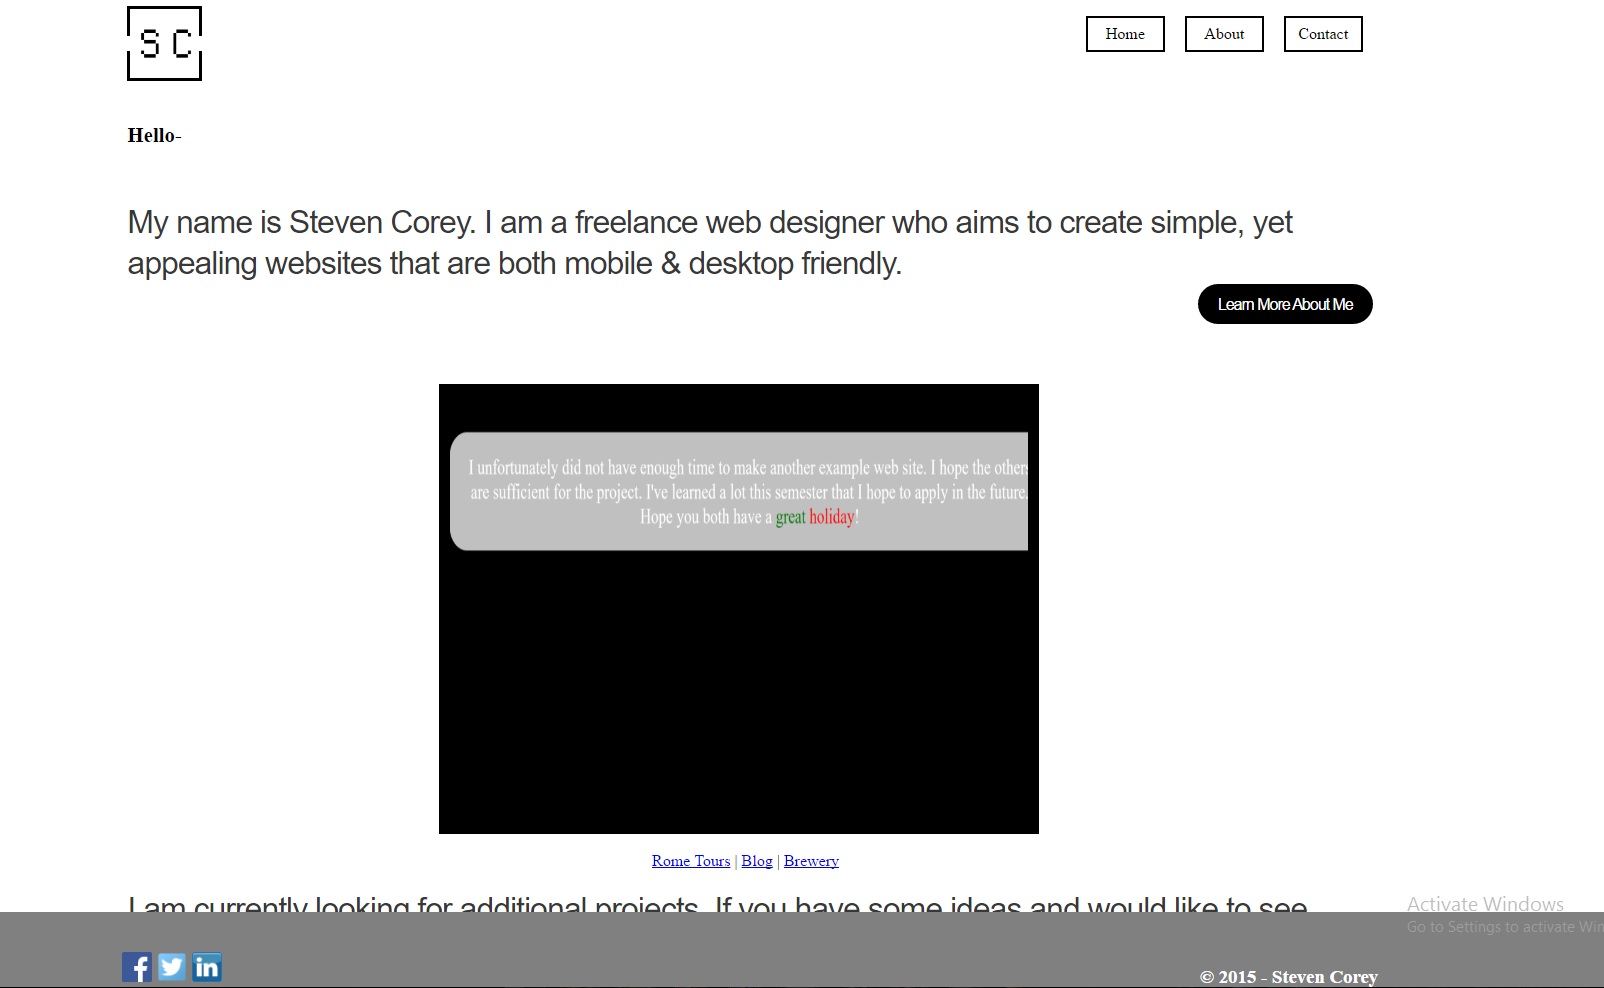 S C
Home About Contact
Hello-
My name is Steven Corey. I am a freelance web designer who aims to create simple, yet
appealing websites that are both mobile & desktop friendly.
Learn More About Me
I unfortunately did not have enough time to make another example web site. I hope the others
are sufficient for the project. I've learned a lot this semester that I hope to apply in the future.
Hope you both have a great holiday!
Rome Tours | Blog | Brewery
I am currently looking for additional projects. If you have some ideas and would like to see
Activate Windows
Go to Settings to activate Win
f in
© 2015 - Steven Corey